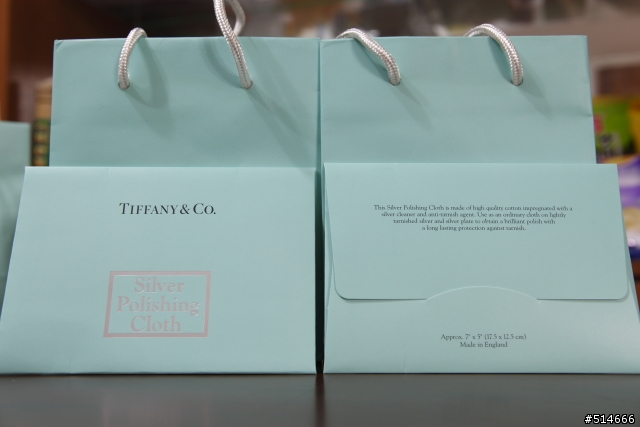 TIFFANY & CO.
Silver
Polishing
Cloth
This Silver Polishing Cloth is made of high quality cotton impregnated with a
silver cleaner and anti-tarnish agent. Use as an ordinary cloth on lightly
tarnished silver and silver plate to obtain a brilliant polish with
a long lasting protection against tarnish.
Approx. 7" x 5" (17.5 x 12.5 cm)
Made in England
#514666